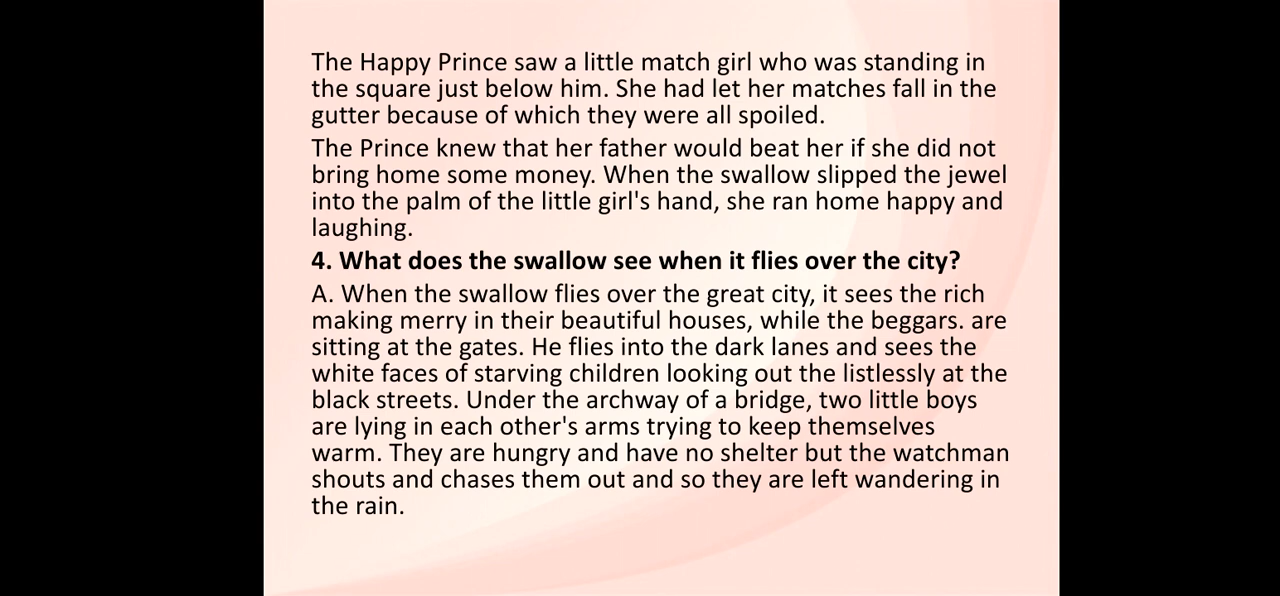 The Happy Prince saw a little match girl who was standing in
the square just below him. She had let her matches fall in the
gutter because of which they were all spoiled.
The Prince knew that her father would beat her if she did not
bring home some money. When the swallow slipped the jewel
into the palm of the little girl's hand, she ran home happy and
laughing.
4. What does the swallow see when it flies over the city?
A. When the swallow flies over the great city, it sees the rich
making merry in their beautiful houses, while the beggars. are
sitting at the gates. He flies into the dark lanes and sees the
white faces of starving children looking out the listlessly at the
black streets. Under the archway of a bridge, two little boys
are lying in each other's arms trying to keep themselves
warm. They are hungry and have no shelter but the watchman
shouts and chases them out and so they are left wandering in
the rain.